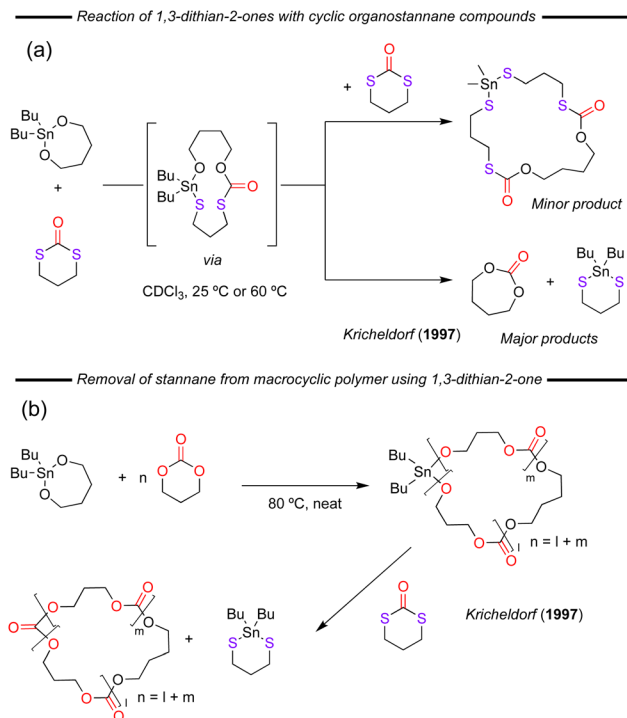 Reaction of 1,3-dithian-2-ones with cyclic organostannane compounds
(a)
Bu
Bu
Sn
O
O
+
O
S
S
Bu
Bu
Sn
O
O
O
S
S
via
CDCl3, 25 ºC or 60 ºC
+
O
S
S
Sn
S
S
S
O
O
S
O
O
Minor product
O
O
O
+
Bu
Bu
Sn
S
S
Kricheldorf (1997)
Major products
Removal of stannane from macrocyclic polymer using 1,3-dithian-2-one
(b)
Bu
Bu
Sn
O
O
+ n
O
O
O
80 ºC, neat
Bu
Bu
Sn
O
O
O
O
m
O
O
O
O
l
n = l + m
O
O
O
O
O
m
O
O
O
O
l
n = l + m
+
Bu
Bu
Sn
S
S
O
S
S
Kricheldorf (1997)